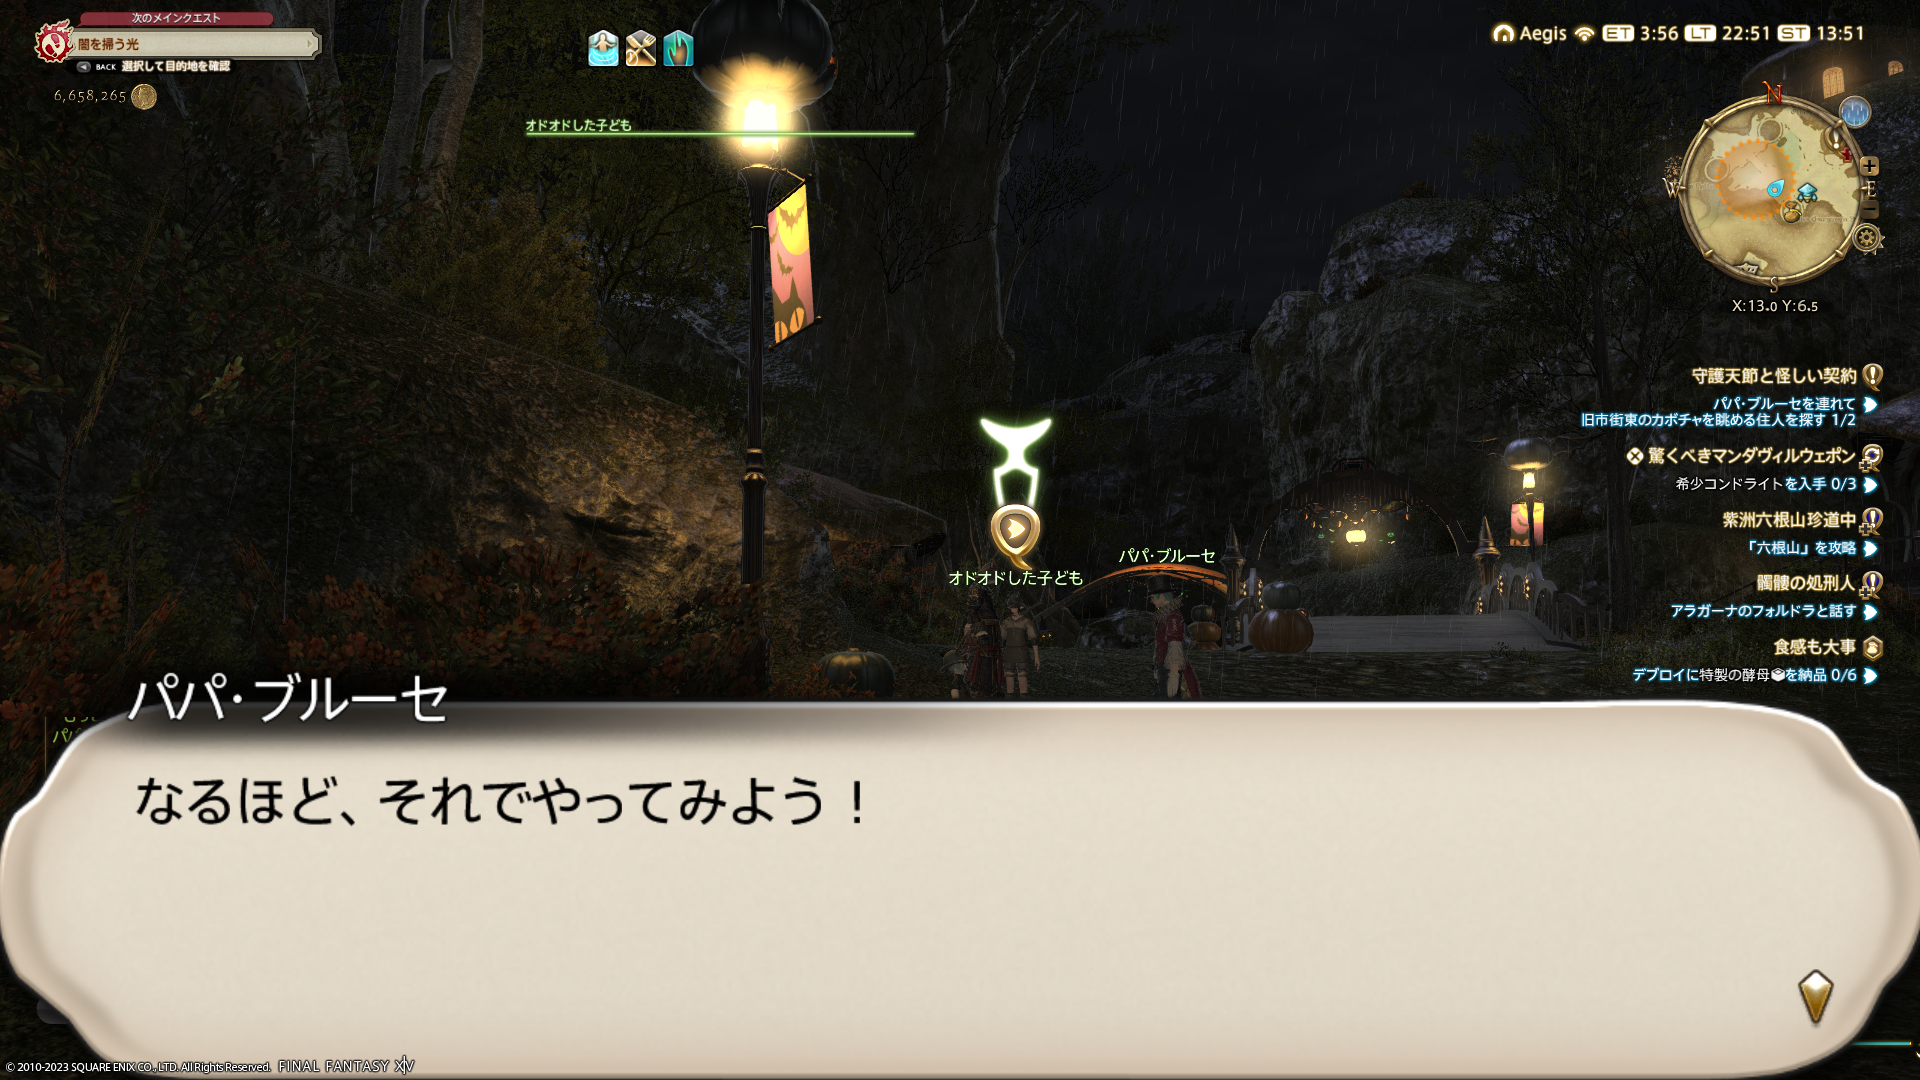 次のメインクエスト
闇を掃う光
BACK 選択して目的地を確認
6,658,265
オドオドした子ども
Aegis ET 3:56 LT 22:51 ST 13:51
N
W
E
S
X:13.0 Y:6.5
守護天節と怪しい契約
パパ・ブルーセを連れて
旧市街東のカボチャを眺める住人を探す 1/2
驚くべきマンダヴィルウェポン
希少コンドライトを入手 0/3
紫洲六根山珍道中
「六根山」を攻略
髑髏の処刑人
アラガーナのフォルドラと話す
食感も大事
デブロイに特製の酵母を納品 0/6
パパ・ブルーセ
オドオドした子ども
パパ・ブルーセ
なるほど、それでやってみよう！
© 2010-2023 SQUARE ENIX CO., LTD. All Rights Reserved. FINAL FANTASY XIV